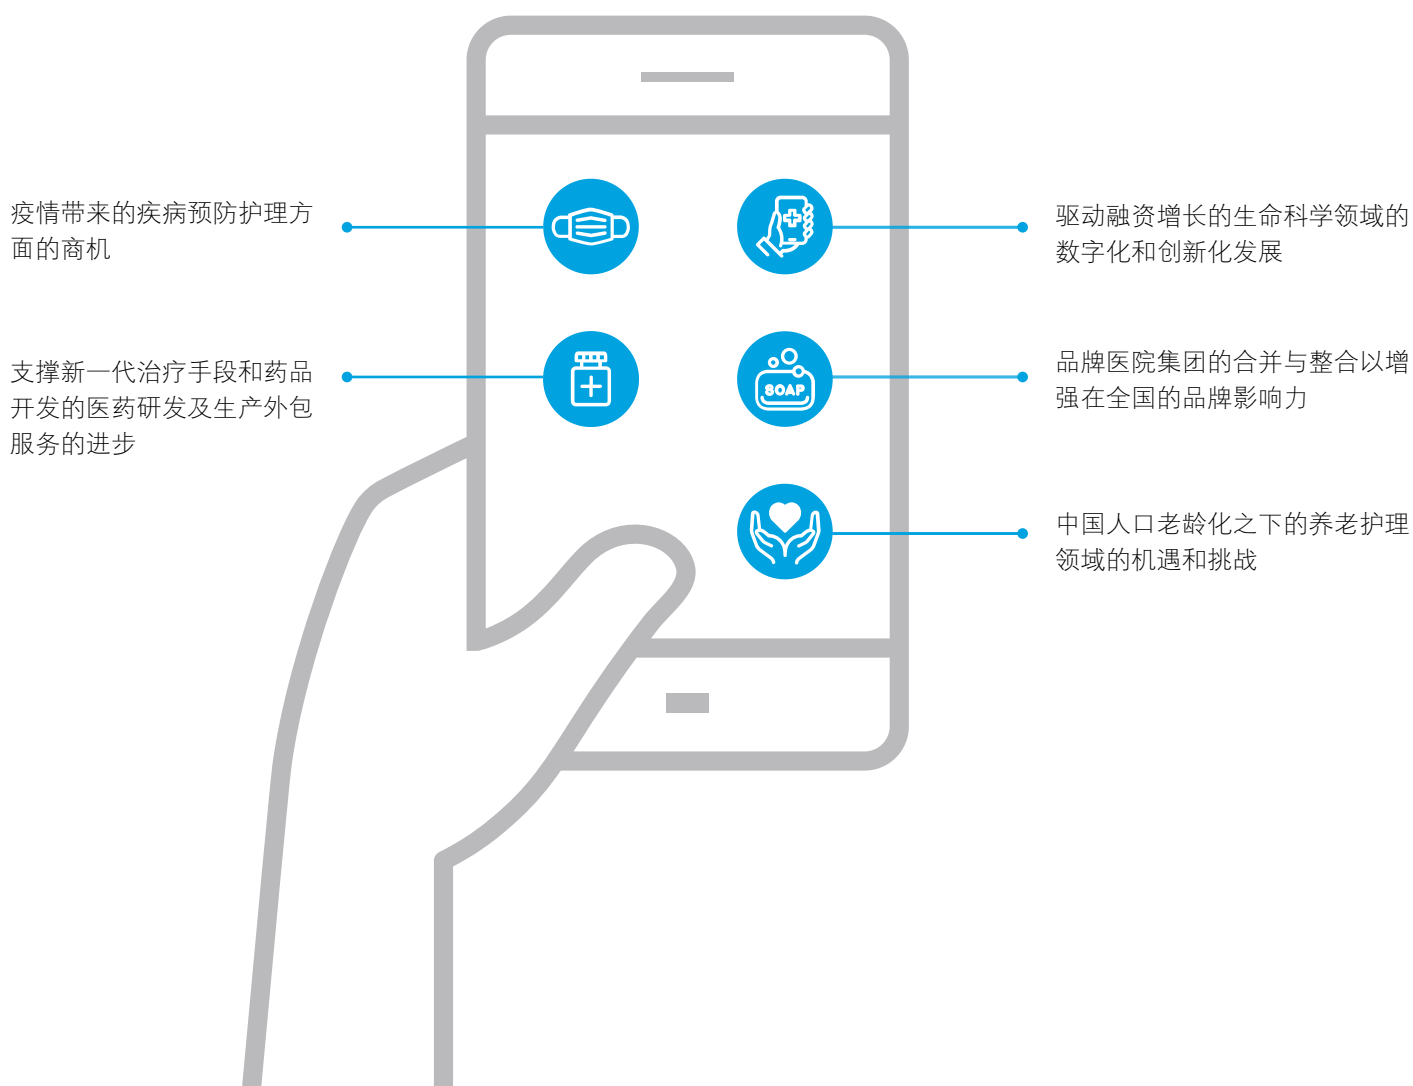 疫情带来的疾病预防护理方
面的商机
支撑新一代治疗手段和药品
开发的医药研发及生产外包
服务的进步
驱动融资增长的生命科学领域的
数字化和创新化发展
SOAP
品牌医院集团的合并与整合以增
强在全国的品牌影响力
中国人口老龄化之下的养老护理
领域的机遇和挑战